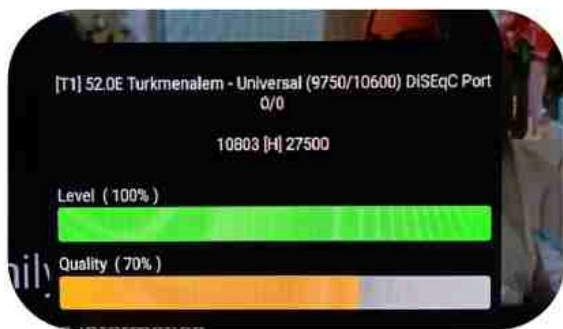 [T1] 52.0E Turkmenalem - Universal (9750/10600) DiSEqC Port
0/0
10803 [H] 27500
Level ( 100% )
Quality ( 70% )